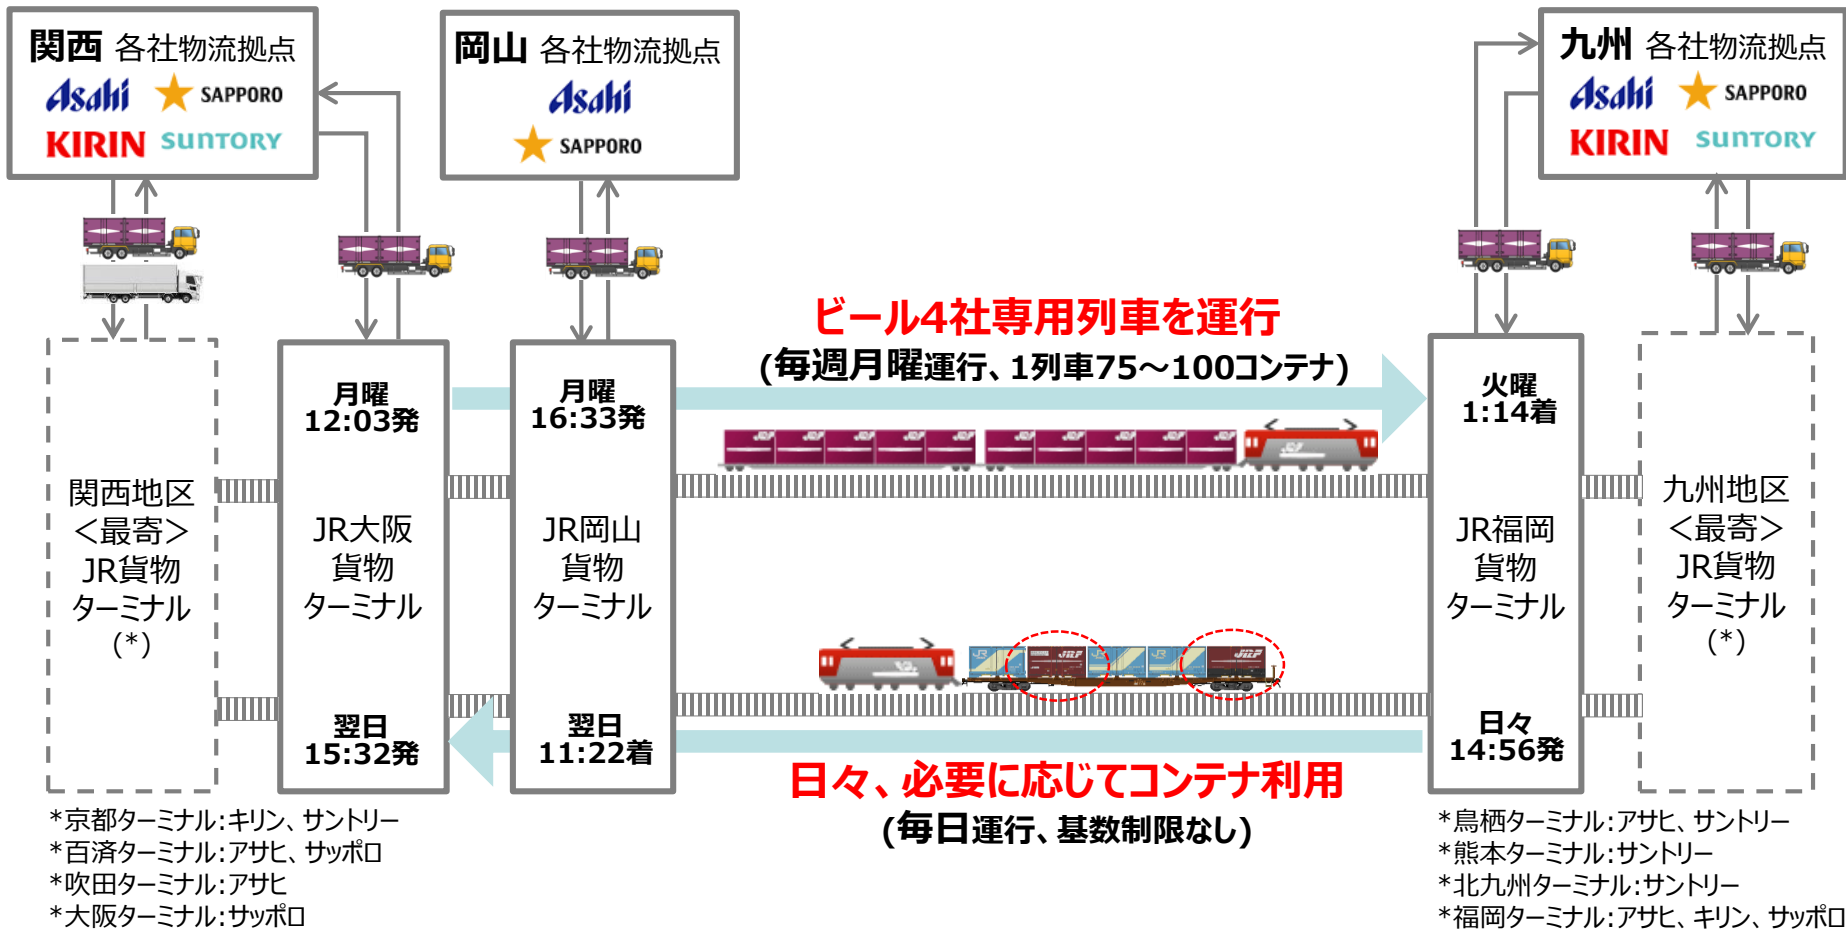 関西 各社物流拠点
Asahi SAPPORO
KIRIN SUNTORY
岡山 各社物流拠点
Asahi
SAPPORO
九州 各社物流拠点
Asahi SAPPORO
KIRIN SUNTORY
ビール4社専用列車を運行
(毎週月曜運行、1列車75～100コンテナ)
月曜
12:03発
月曜
16:33発
火曜
1:14着
関西地区
＜最寄＞
JR貨物
ターミナル
(*)
JR大阪
貨物
ターミナル
JR岡山
貨物
ターミナル
JR福岡
貨物
ターミナル
九州地区
＜最寄＞
JR貨物
ターミナル
(*)
翌日
15:32発
翌日
11:22着
日々
14:56発
日々、必要に応じてコンテナ利用
(毎日運行、基数制限なし)
*京都ターミナル:キリン、サントリー
*百済ターミナル:アサヒ、サッポロ
*吹田ターミナル:アサヒ
*大阪ターミナル:サッポロ
*鳥栖ターミナル:アサヒ、サントリー
*熊本ターミナル:サントリー
*北九州ターミナル:サントリー
*福岡ターミナル:アサヒ、キリン、サッポロ